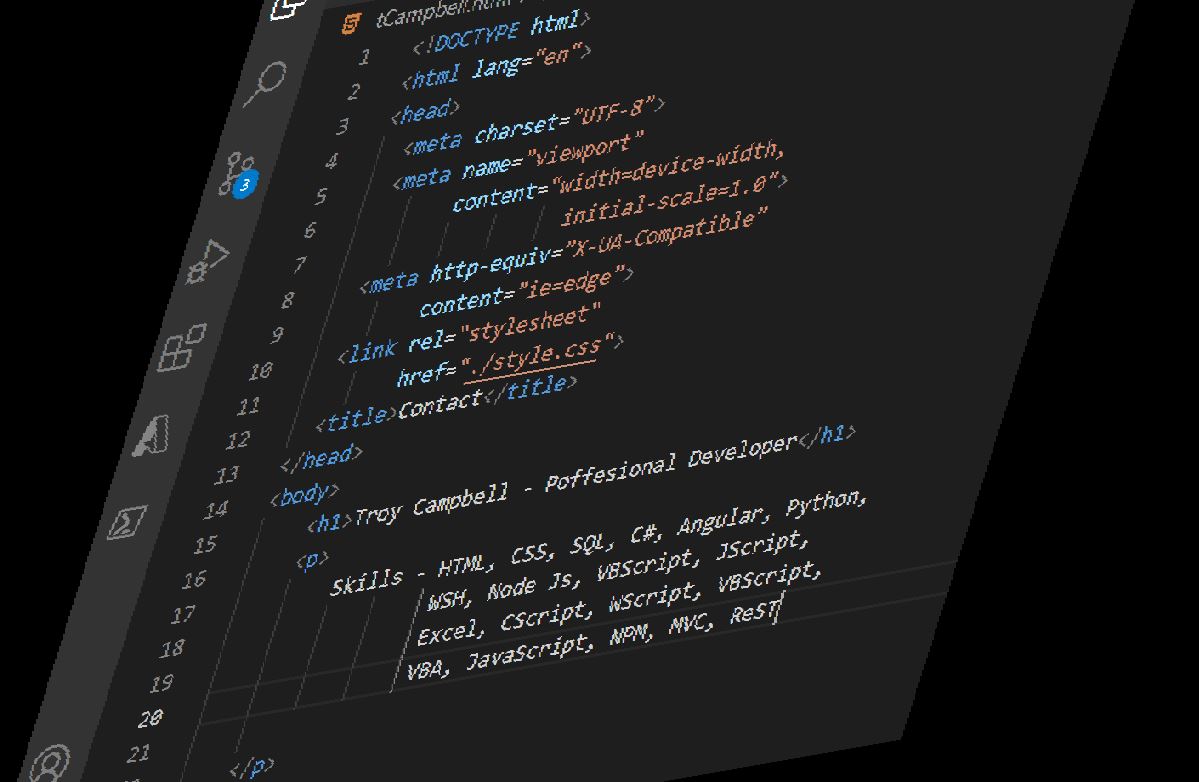 tCampbell.html
3
1 <!DOCTYPE html>
2 <html lang="en">
3 <head>
4 <meta charset="UTF-8">
5 <meta name="viewport"
6 content="width=device-width,
7 initial-scale=1.0">
8 <meta http-equiv="X-UA-Compatible"
9 content="ie=edge">
10 <link rel="stylesheet"
11 href="./style.css">
12 <title>Contact</title>
13 </head>
14 <body>
15 <h1>Troy Campbell - Poffesional Developer</h1>
16 <p>
17 Skills - HTML, CSS, SQL, C#, Angular, Python,
18 WSH, Node Js, VBScript, JScript,
19 Excel, CScript, WScript, VBScript,
20 VBA, JavaScript, NPM, MVC, ReST
21
</p>